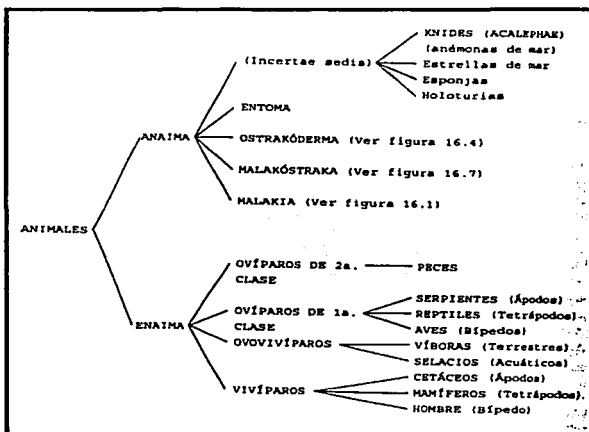 KNIDES (ACALEPHAE)
(anémonas de mar)
(Incertae sedis)
Estrellas de mar
Esponjas
Holoturias
ENTOMA
ANAIMA
OSTRAKÓDERMA (Ver figura 16.4)
MALAKÓSTRAKA (Ver figura 16.7)
MALAKIA (Ver figura 16.1)
ANIMALES
OVÍPAROS DE 2a.
CLASE
PECES
ENAIMA
OVÍPAROS DE 1a.
CLASE
SERPIENTES (Ápodos)
REPTILES (Tetrápodos)
AVES (Bípedos)
OVOVIVÍPAROS
VÍBORAS (Terrestres)
SELACIOS (Acuáticos)
VIVÍPAROS
CETÁCEOS (Ápodos)
MAMÍFEROS (Tetrápodos)
HOMBRE (Bípedo)